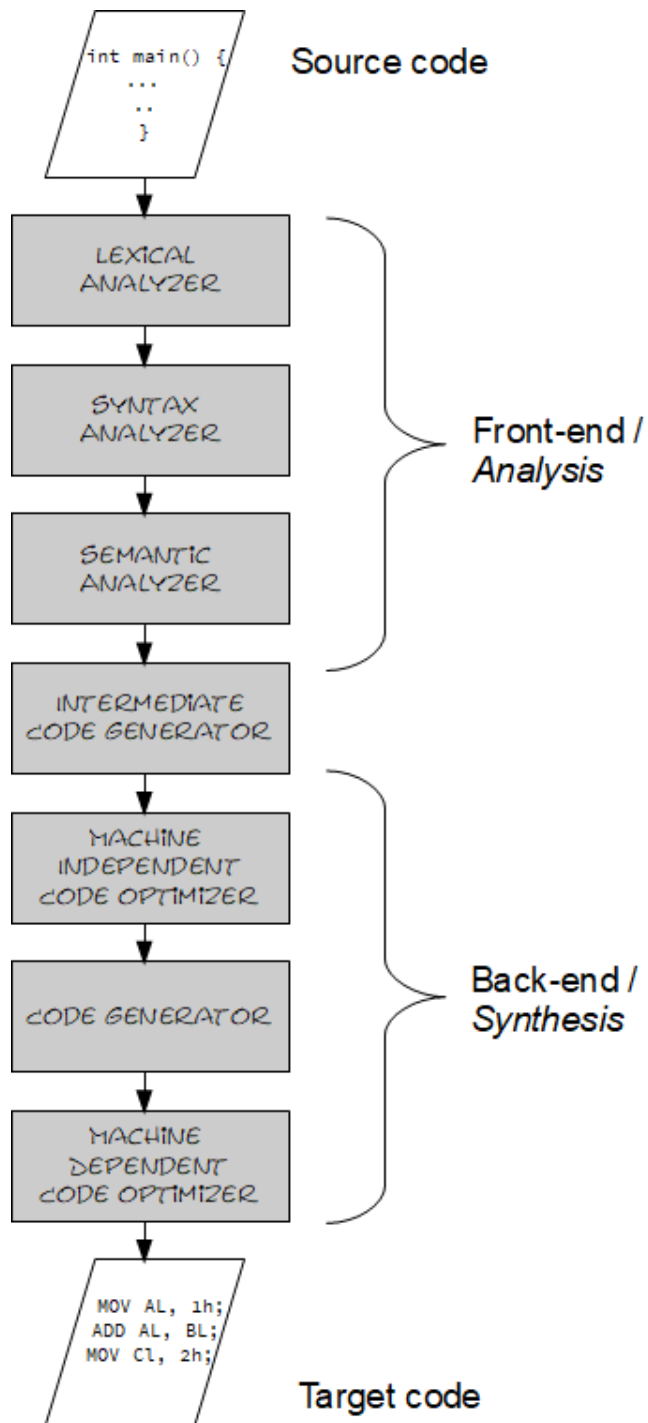 int main() {
...
..
}
Source code
LEXICAL
ANALYZER
SYNTAX
ANALYZER
SEMANTIC
ANALYZER
Front-end /
Analysis
INTERMEDIATE
CODE GENERATOR
MACHINE
INDEPENDENT
CODE OPTIMIZER
CODE GENERATOR
MACHINE
DEPENDENT
CODE OPTIMIZER
Back-end /
Synthesis
MOV AL, 1h;
ADD AL, BL;
MOV Cl, 2h;
Target code